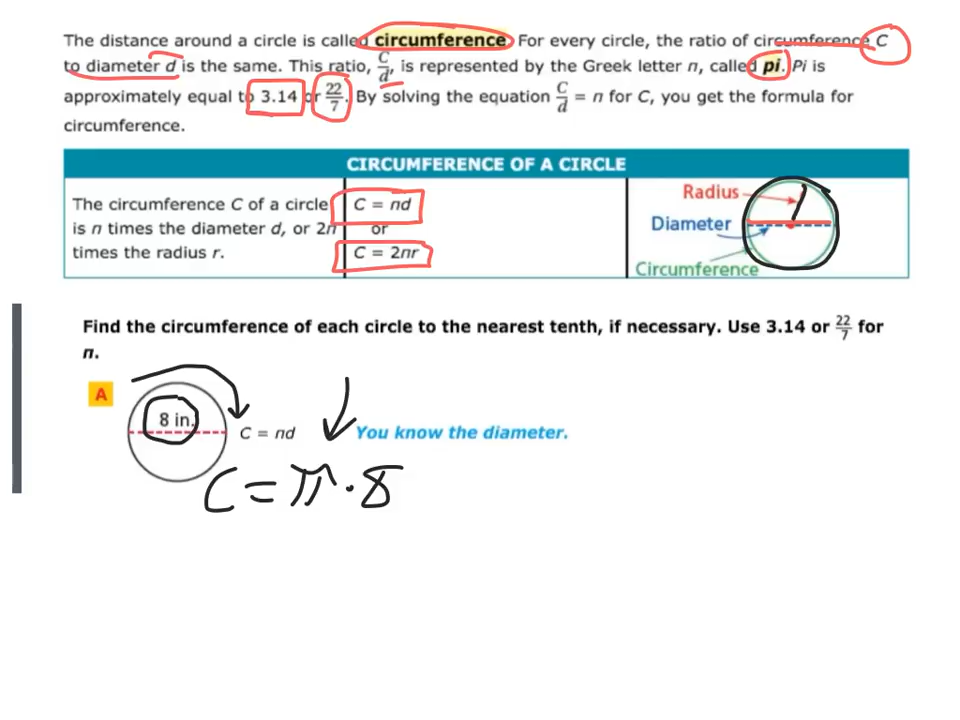 The distance around a circle is called circumference. For every circle, the ratio of circumference C
to diameter d is the same. This ratio, C/d, is represented by the Greek letter п, called pi. Pi is
approximately equal to 3.14 or 22/7. By solving the equation C/d = п for C, you get the formula for
circumference.
CIRCUMFERENCE OF A CIRCLE
The circumference C of a circle
is п times the diameter d, or 2п
times the radius r.
C = пd
or
C = 2пr
Radius
Diameter
Circumference
Find the circumference of each circle to the nearest tenth, if necessary. Use 3.14 or 22/7 for
п.
A
8 in.
C = пd
You know the diameter.
C = π · 8